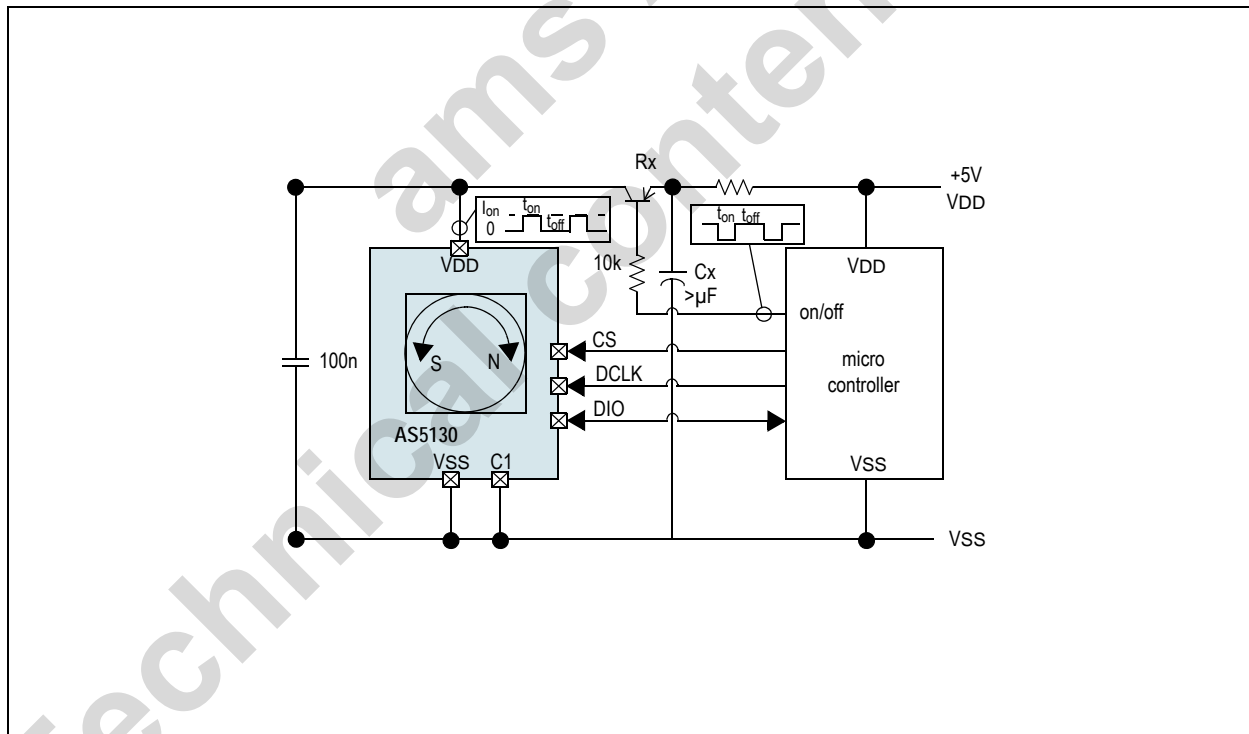 ams
Technical content
Rx
+5V
VDD
Ion
0
ton
toff
ton toff
VDD
10k
Cx
>µF
VDD
on/off
100n
S N
CS
DCLK
DIO
micro
controller
AS5130
VSS C1
VSS
VSS